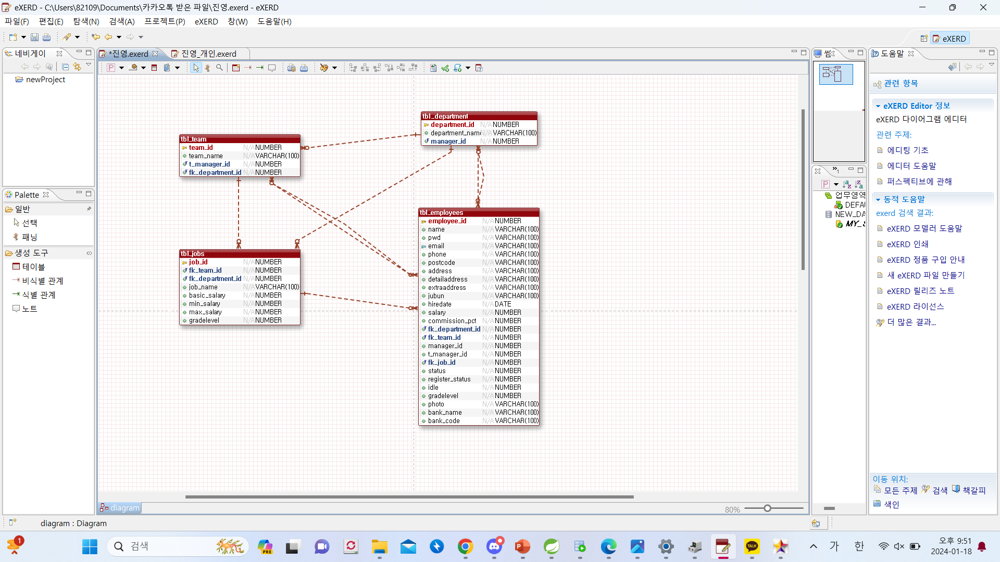 eXERD - C:\Users\82109\Documents\카카오톡 받은 파일\진영.exerd - eXERD
파일(F) 편집(E) 탐색(N) 검색(A) 프로젝트(P) eXERD 창(W) 도움말(H)
eXERD
네비게이
newProject
Palette
일반
선택
패닝
생성 도구
테이블
비식별 관계
식별 관계
노트
*진영.exerd
진영_개인.exerd
tbl_department
department_id N/A NUMBER
department_name N/A VARCHAR(100)
manager_id N/A NUMBER
tbl_team
team_id N/A NUMBER
team_name N/A VARCHAR(100)
t_manager_id N/A NUMBER
fk_department_id N/A NUMBER
tbl_jobs
job_id N/A NUMBER
fk_team_id N/A NUMBER
fk_department_id N/A NUMBER
job_name N/A VARCHAR(100)
basic_salary N/A NUMBER
min_salary N/A NUMBER
max_salary N/A NUMBER
gradelevel N/A NUMBER
tbl_employees
employee_id N/A NUMBER
name N/A VARCHAR(100)
pwd N/A VARCHAR(100)
email N/A VARCHAR(100)
phone N/A VARCHAR(100)
postcode N/A VARCHAR(100)
address N/A VARCHAR(100)
detailaddress N/A VARCHAR(100)
extraaddress N/A VARCHAR(100)
jubun N/A VARCHAR(100)
hiredate N/A DATE
salary N/A NUMBER
commission_pct N/A NUMBER
fk_department_id N/A NUMBER
fk_team_id N/A NUMBER
manager_id N/A NUMBER
t_manager_id N/A NUMBER
fk_job_id N/A NUMBER
status N/A NUMBER
register_status N/A NUMBER
idle N/A NUMBER
gradelevel N/A NUMBER
photo N/A VARCHAR(100)
bank_name N/A VARCHAR(100)
bank_code N/A VARCHAR(100)
diagram
80%
업무영역
DEFAU
NEW_DA
MY_S
도움말
관련 항목
eXERD Editor 정보
eXERD 다이어그램 에디터
관련 주제:
에디팅 기초
에디터 도움말
퍼스펙티브에 관해
동적 도움말
exerd 검색 결과:
eXERD 모델러 도움말
eXERD 인쇄
eXERD 정품 구입 안내
새 eXERD 파일 만들기
eXERD 릴리즈 노트
eXERD 라이선스
더 많은 결과...
이동 위치:
모든 주제 검색 책갈피
색인
diagram : Diagram
1
검색
PRE
TALK
가
한
오후 9:51
2024-01-18